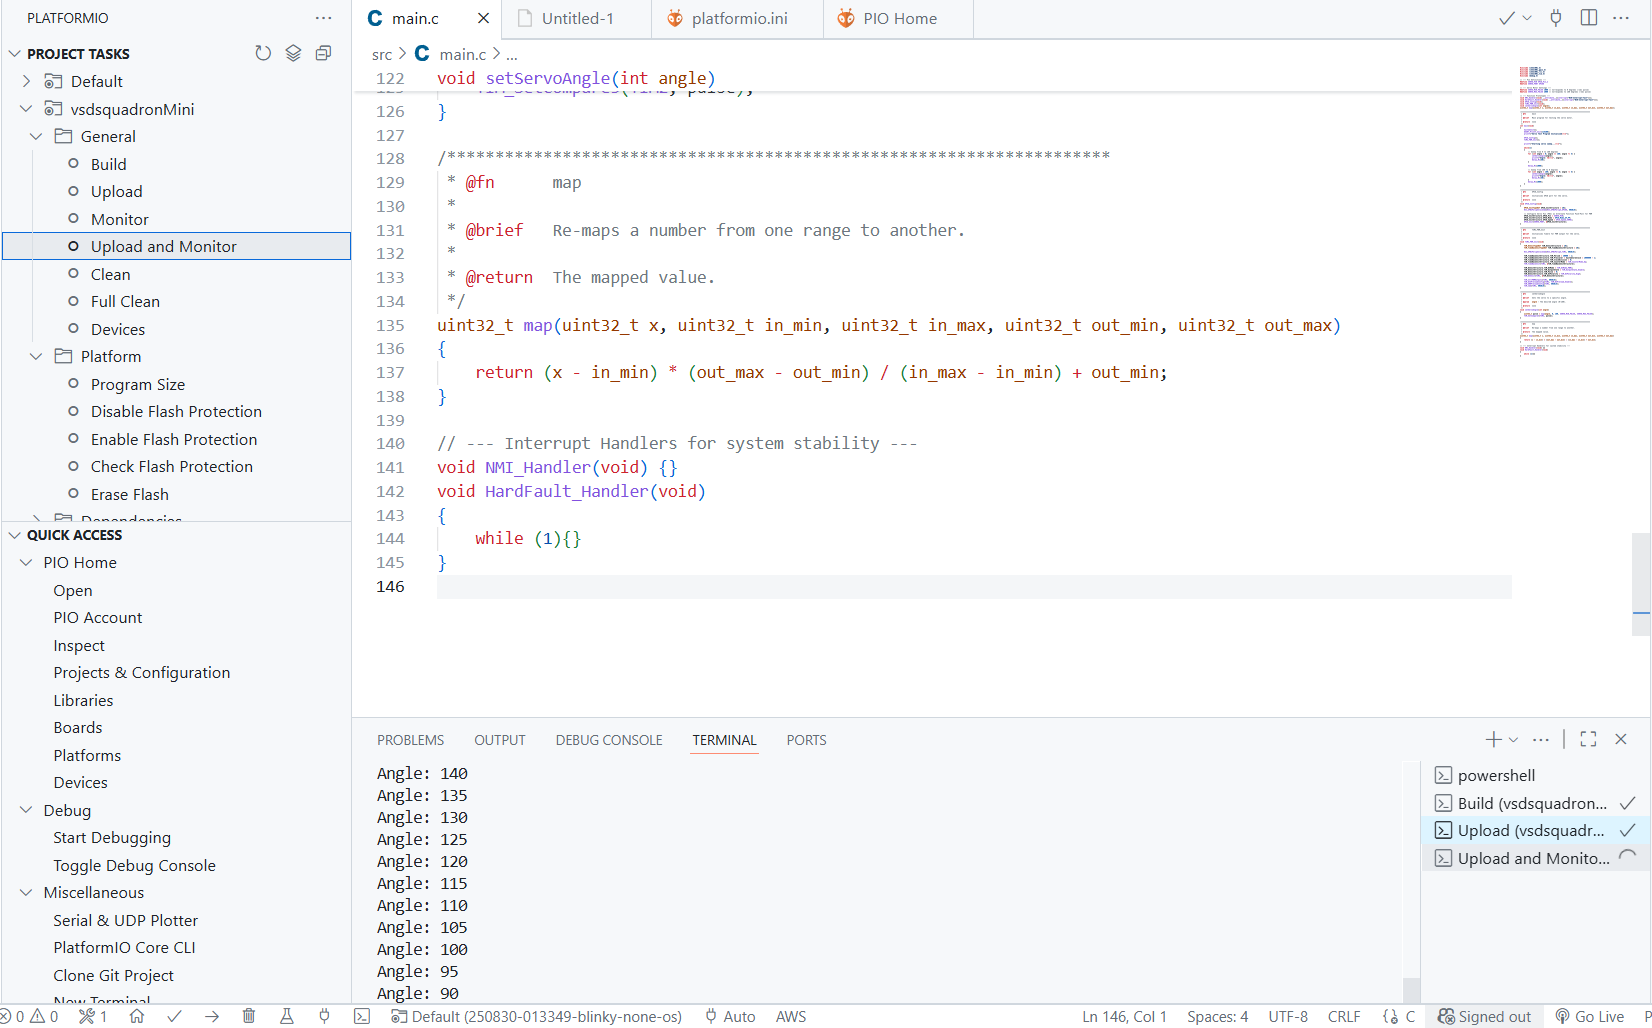 PLATFORMIO
PROJECT TASKS
Default
vsdsquadronMini
General
Build
Upload
Monitor
Upload and Monitor
Clean
Full Clean
Devices
Platform
Program Size
Disable Flash Protection
Enable Flash Protection
Check Flash Protection
Erase Flash
Dependencies
QUICK ACCESS
PIO Home
Open
PIO Account
Inspect
Projects & Configuration
Libraries
Boards
Platforms
Devices
Debug
Start Debugging
Toggle Debug Console
Miscellaneous
Serial & UDP Plotter
PlatformIO Core CLI
Clone Git Project
New Terminal
main.c Untitled-1 platformio.ini PIO Home
src > main.c > ...
122 void setServoAngle(int angle)
126 }
127
128 /*********************************************************************
129 * @fn map
130 *
131 * @brief Re-maps a number from one range to another.
132 *
133 * @return The mapped value.
134 */
135 uint32_t map(uint32_t x, uint32_t in_min, uint32_t in_max, uint32_t out_min, uint32_t out_max)
136 {
137 return (x - in_min) * (out_max - out_min) / (in_max - in_min) + out_min;
138 }
139
140 // --- Interrupt Handlers for system stability ---
141 void NMI_Handler(void) {}
142 void HardFault_Handler(void)
143 {
144 while (1){}
145 }
146
PROBLEMS OUTPUT DEBUG CONSOLE TERMINAL PORTS
Angle: 140
Angle: 135
Angle: 130
Angle: 125
Angle: 120
Angle: 115
Angle: 110
Angle: 105
Angle: 100
Angle: 95
Angle: 90
powershell
Build (vsdsquadron...
Upload (vsdsquadr...
Upload and Monito...
0 0 1 Default (250830-013349-blinky-none-os) Auto AWS Ln 146, Col 1 Spaces: 4 UTF-8 CRLF C Signed out Go Live